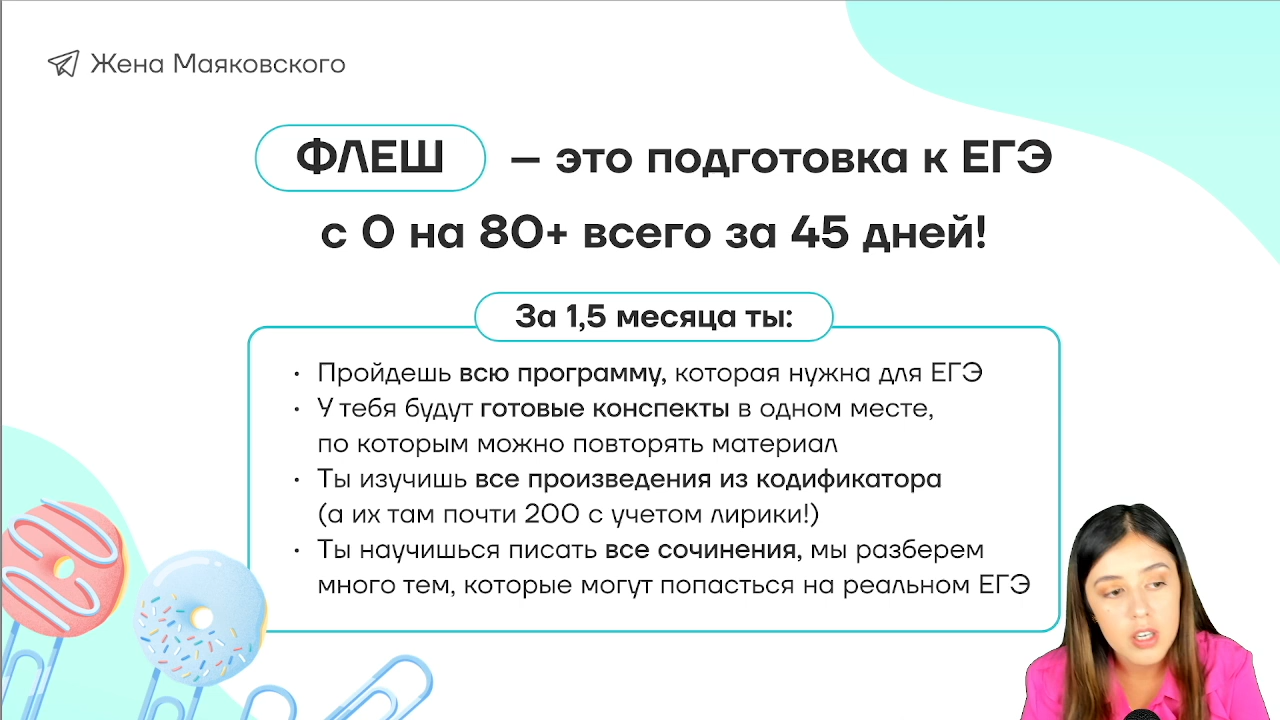 Жена Маяковского
ФЛЕШ – это подготовка к ЕГЭ
с 0 на 80+ всего за 45 дней!
За 1,5 месяца ты:
• Пройдешь всю программу, которая нужна для ЕГЭ
• У тебя будут готовые конспекты в одном месте,
по которым можно повторять материал
• Ты изучишь все произведения из кодификатора
(а их там почти 200 с учетом лирики!)
• Ты научишься писать все сочинения, мы разберем
много тем, которые могут попасться на реальном ЕГЭ